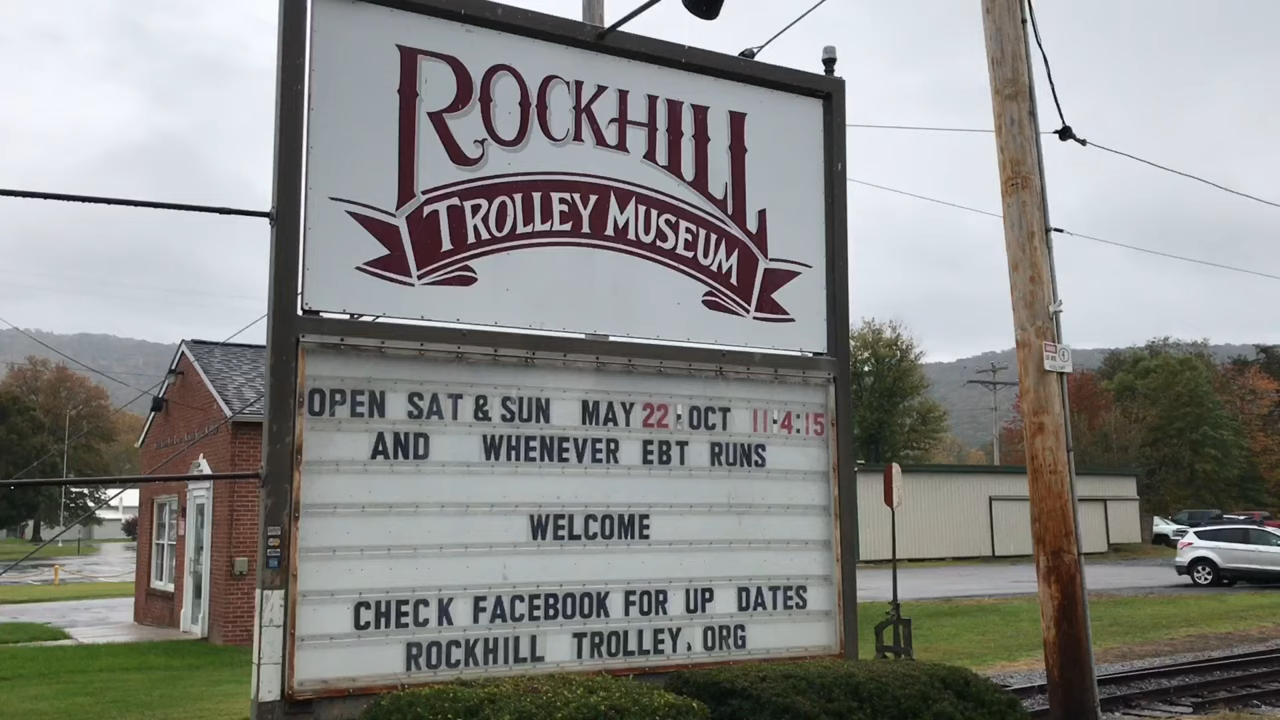 ROCKHILL
TROLLEY MUSEUM
OPEN SAT & SUN MAY 22 : OCT 11-4:15
AND WHENEVER EBT RUNS
WELCOME
CHECK FACEBOOK FOR UP DATES
ROCKHILL TROLLEY.ORG